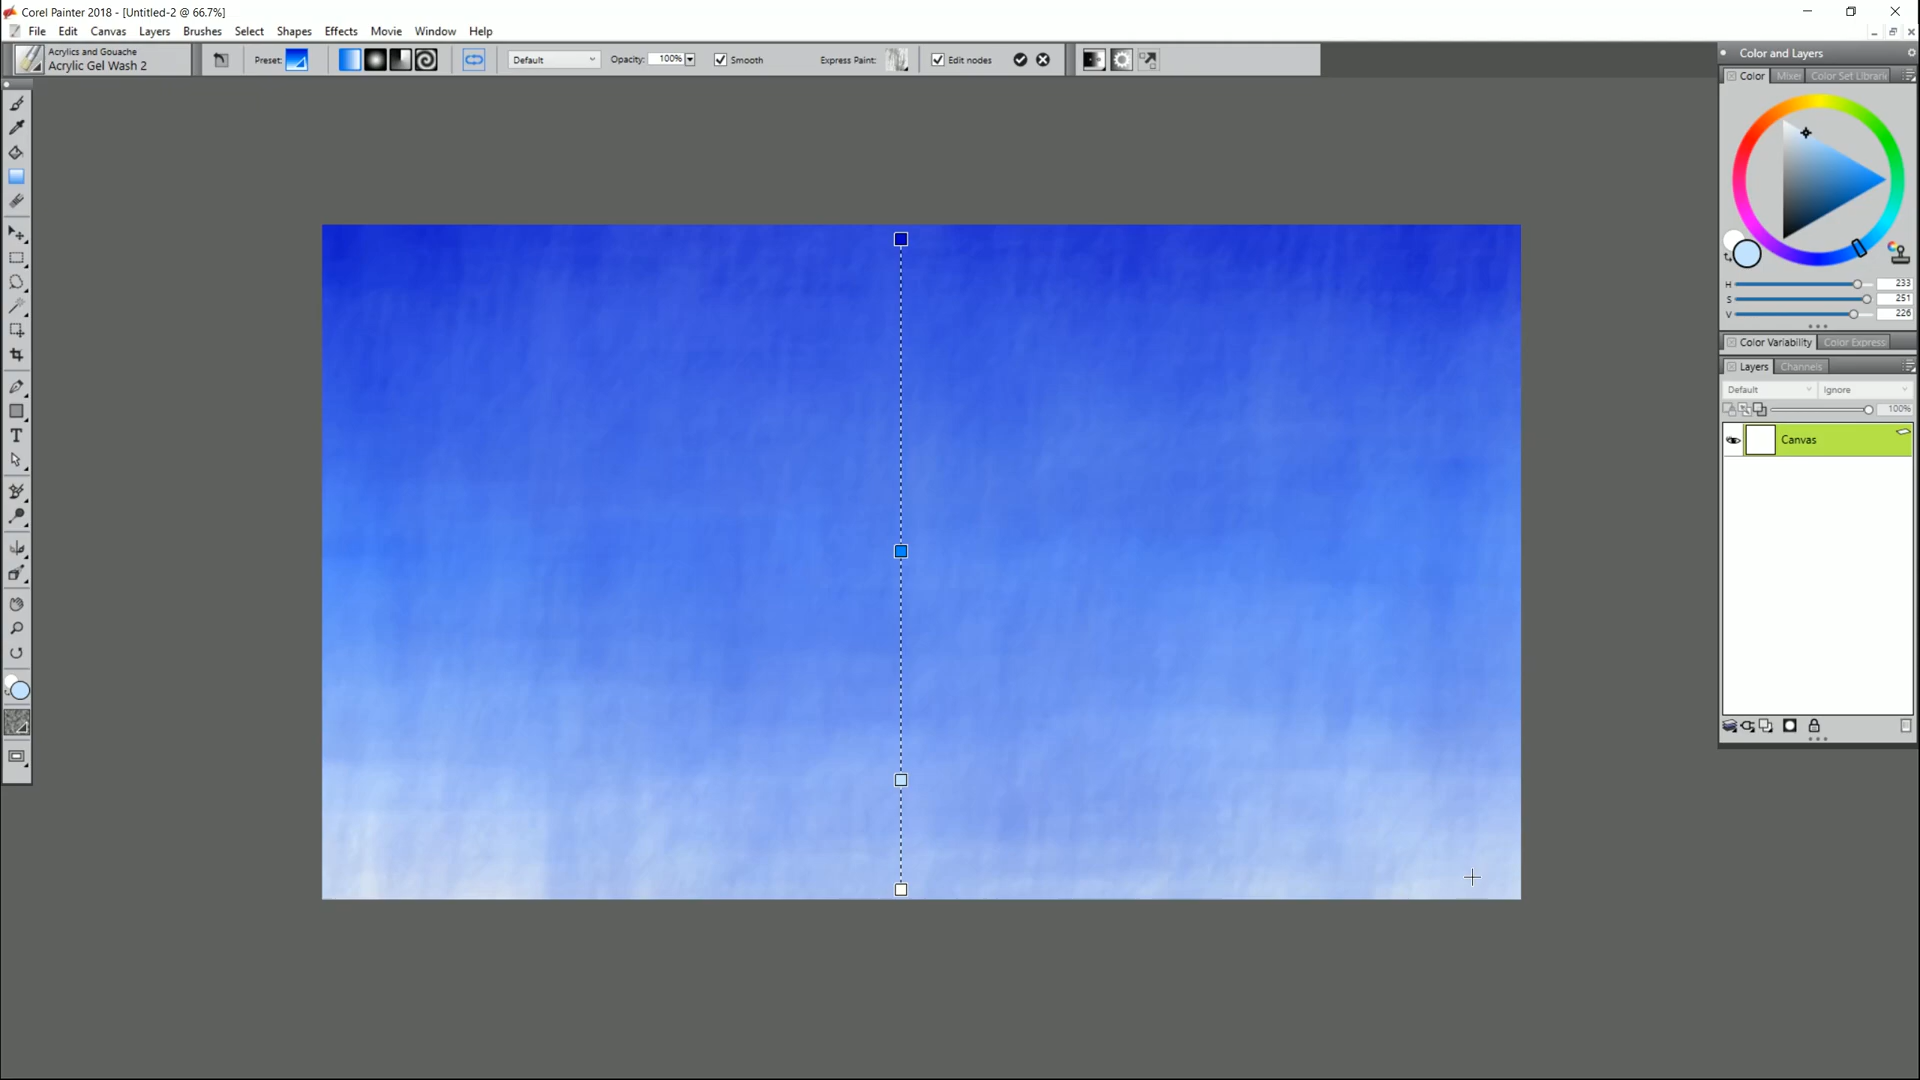 Corel Painter 2018 - [Untitled-2 @ 66.7%]
File Edit Canvas Layers Brushes Select Shapes Effects Movie Window Help
Acrylics and Gouache
Acrylic Gel Wash 2
Preset: Default Opacity: 100% Smooth Express Paint: Edit nodes
Color and Layers
Color Mixer Color Set Librari
H 233
S 251
V 226
Color Variability Color Express
Layers Channels
Default Ignore
100%
Canvas
T